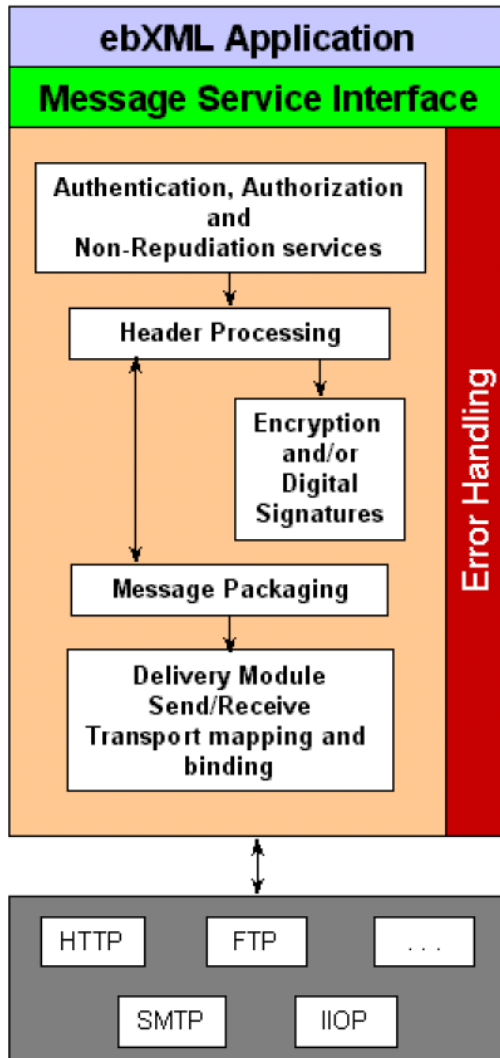 ebXML Application
Message Service Interface
Authentication, Authorization
and
Non-Repudiation services
Header Processing
Encryption
and/or
Digital
Signatures
Message Packaging
Delivery Module
Send/Receive
Transport mapping and
binding
Error Handling
HTTP
FTP
. . .
SMTP
IIOP